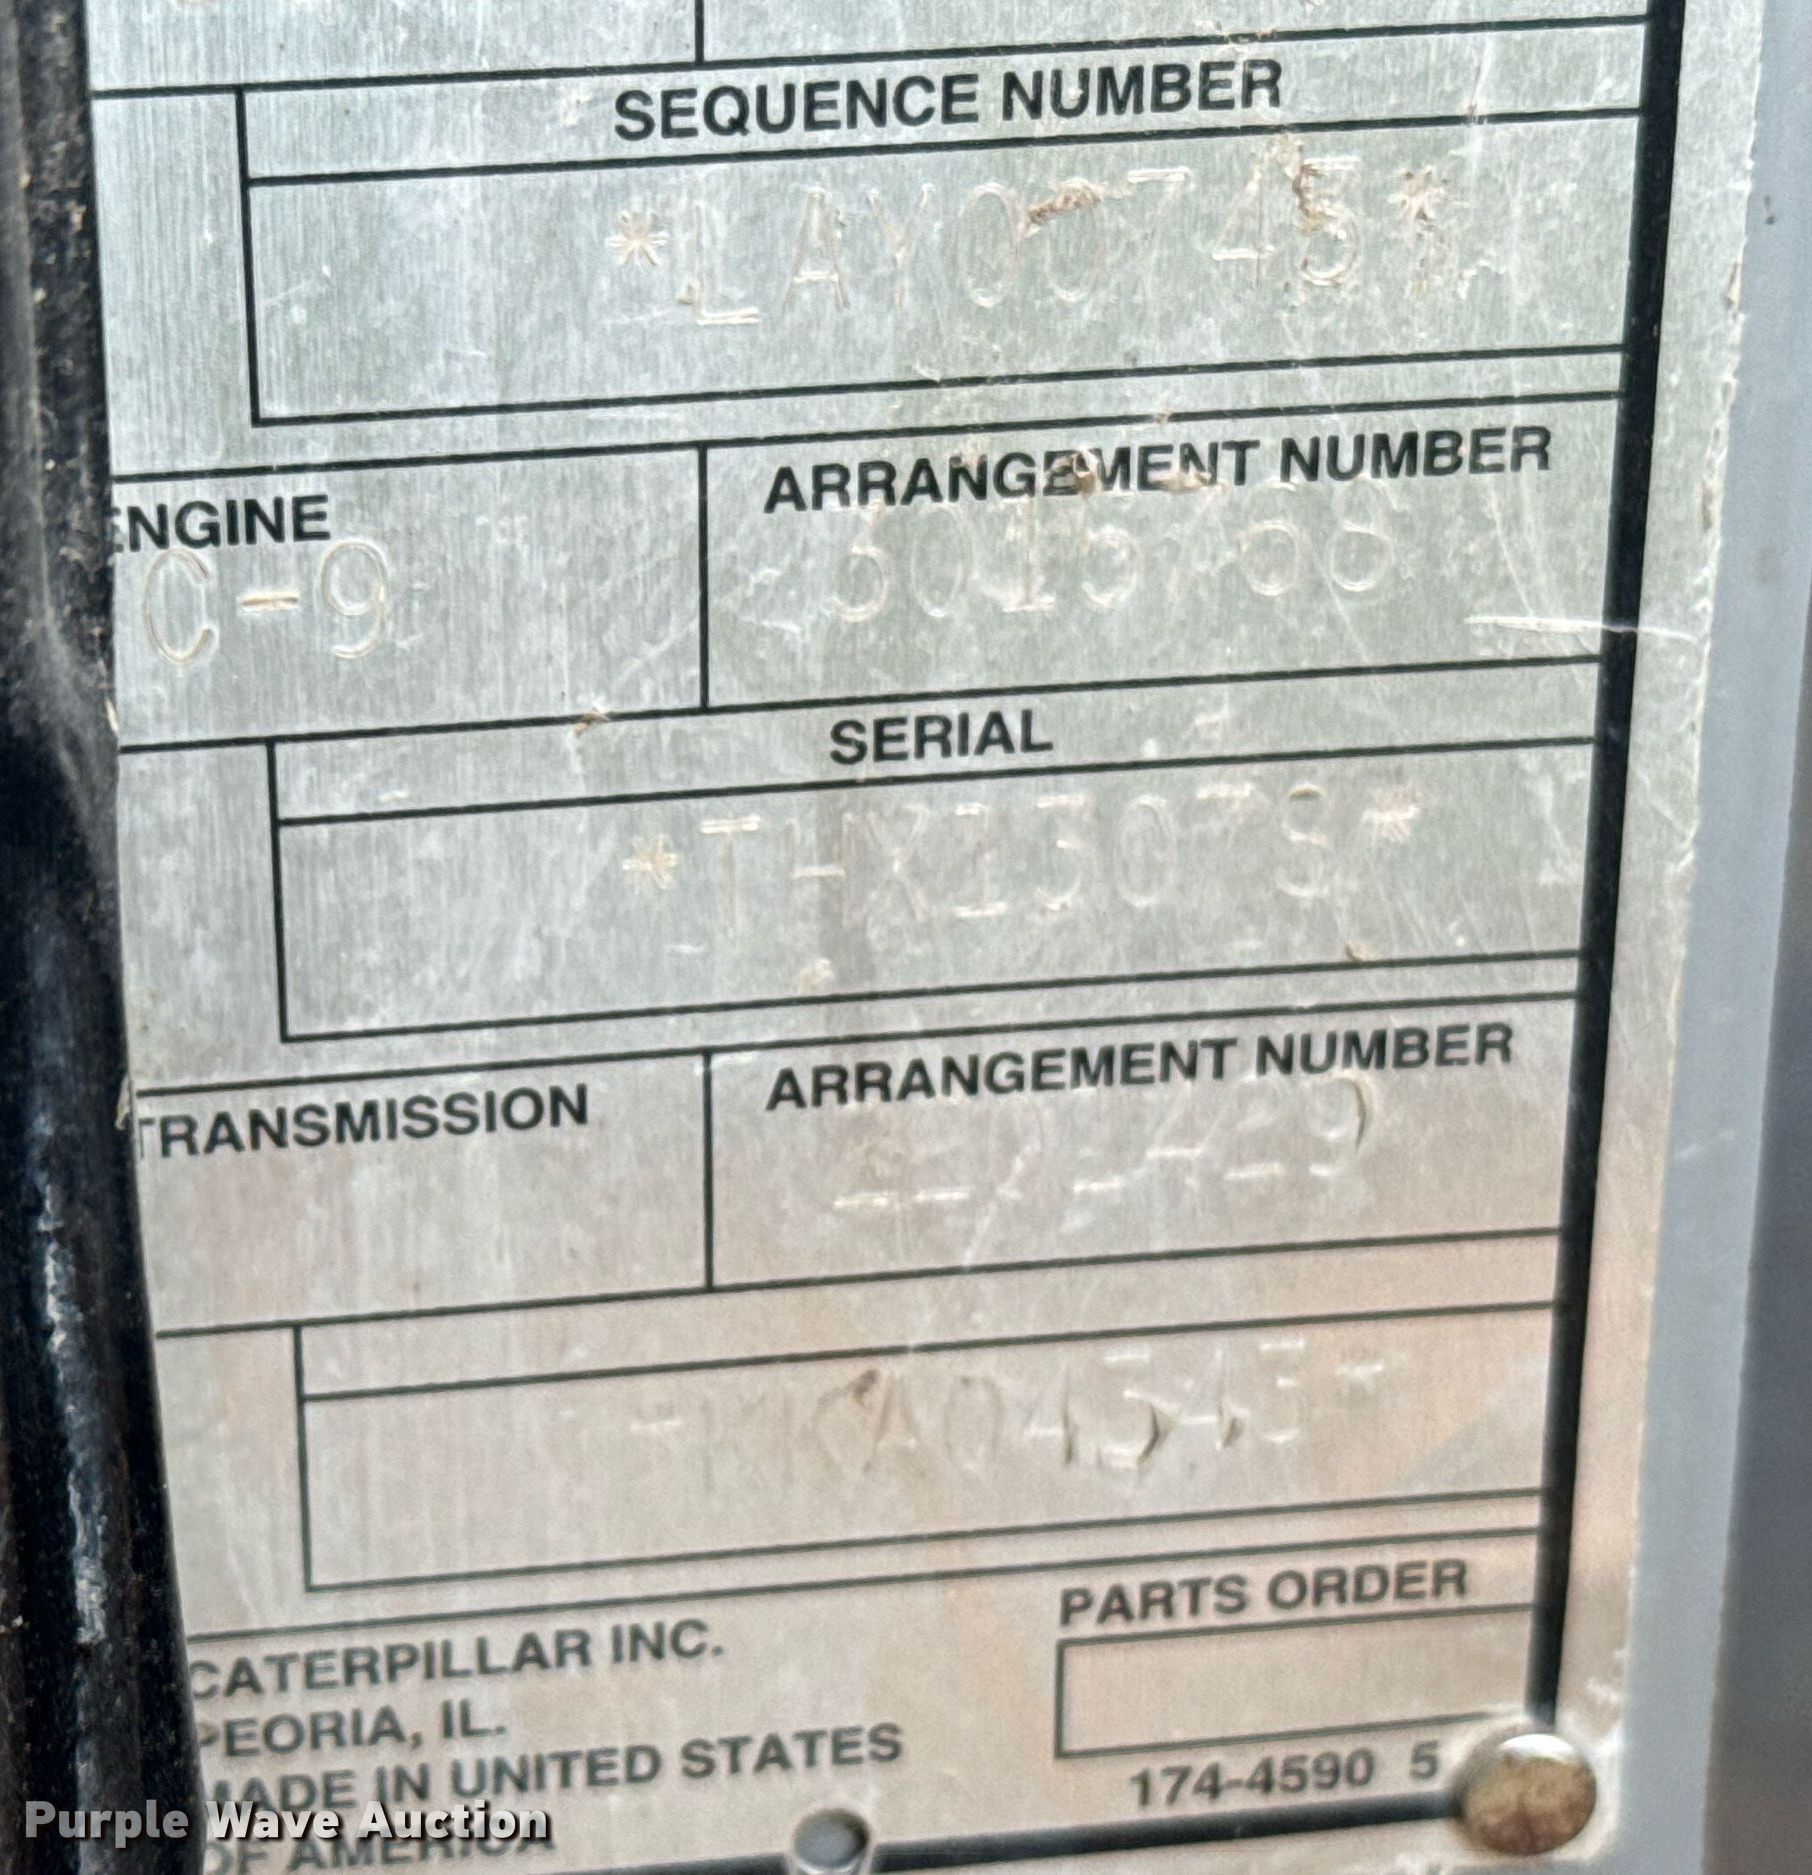 SEQUENCE NUMBER
*LAY00745*
ENGINE
ARRANGEMENT NUMBER
C-9
SERIAL
TRANSMISSION
ARRANGEMENT NUMBER
CATERPILLAR INC.
PEORIA, IL.
MADE IN UNITED STATES
OF AMERICA
PARTS ORDER
174-4590 5
Purple Wave Auction